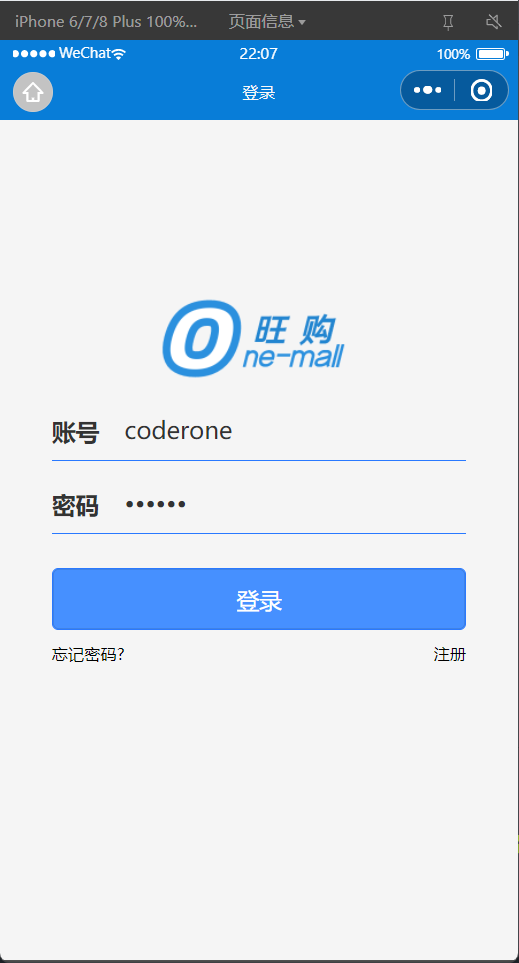 iPhone 6/7/8 Plus 100%... 页面信息
WeChat 22:07 100%
登录
旺购
One-mall
账号 coderone
密码 ••••••
登录
忘记密码? 注册